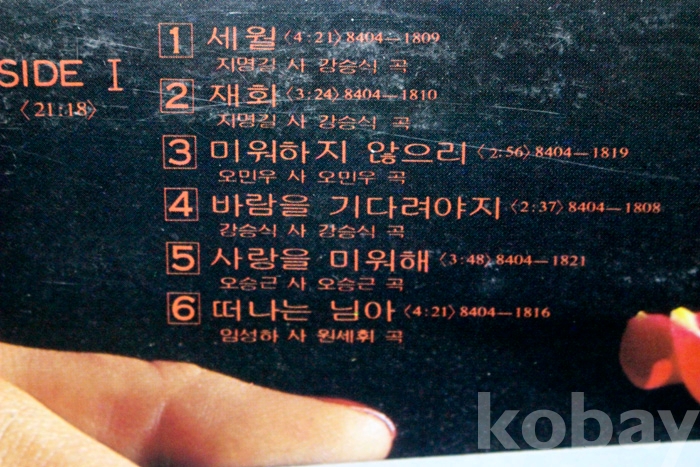 SIDE I
〈21:18〉
1 세월 〈4:21〉8404—1809
지명길 사 강승식 곡
2 재회 〈3:24〉8404—1810
지명길 사 강승식 곡
3 미워하지 않으리 〈2:56〉8404—1819
오민우 사 오민우 곡
4 바람을 기다려야지 〈2:37〉8404—1808
강승식 사 강승식 곡
5 사랑을 미워해 〈3:48〉8404—1821
오승근 사 오승근 곡
6 떠나는 님아 〈4:21〉8404—1816
임성하 사 원세휘 곡
kobay